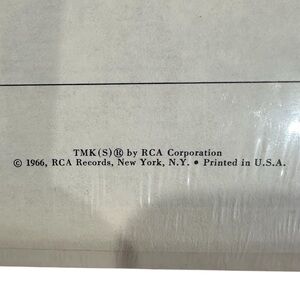 TMK(S)® by RCA Corporation
© 1966, RCA Records, New York, N.Y. • Printed in U.S.A.